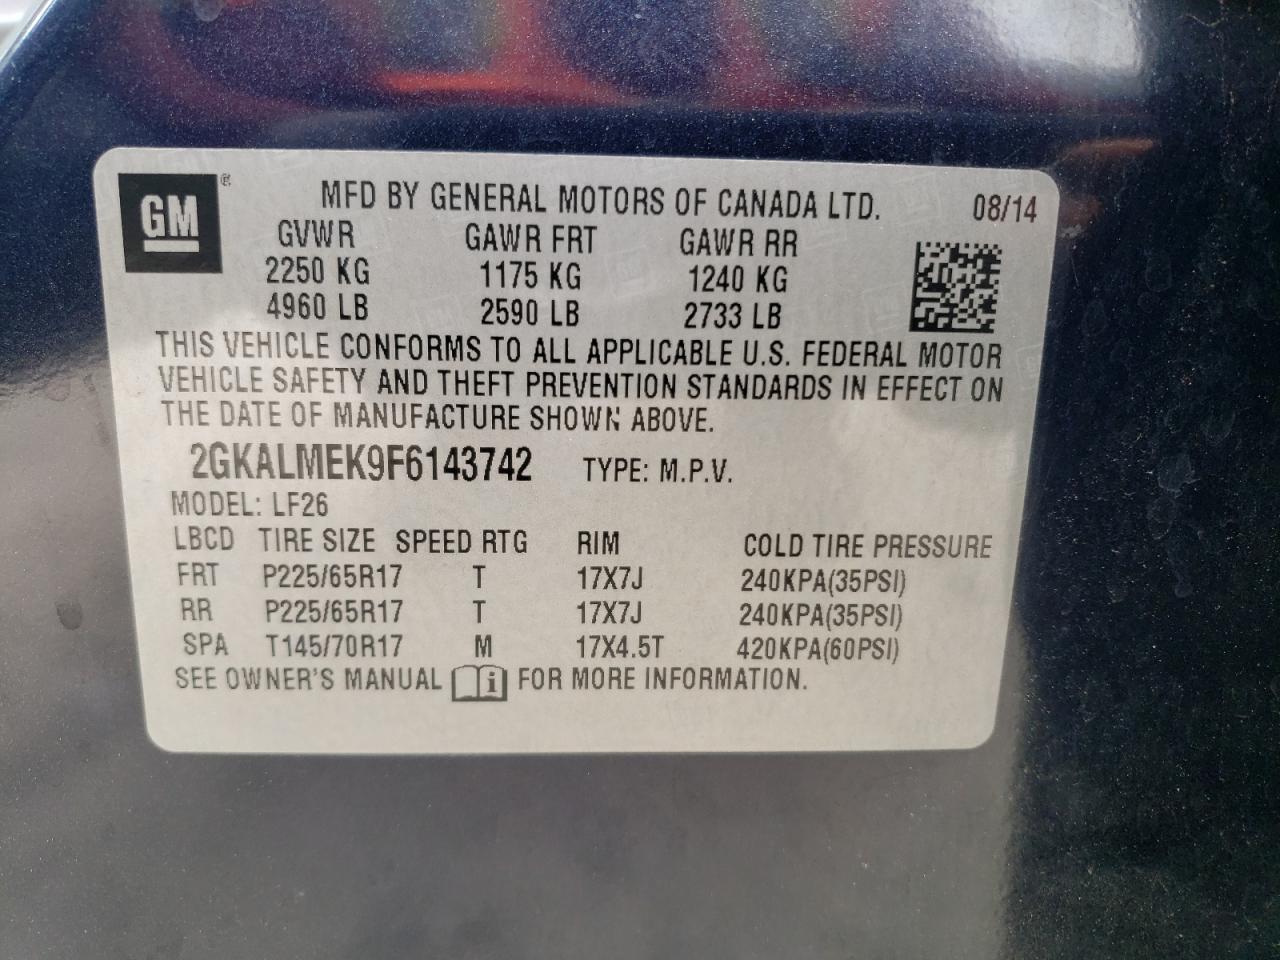 GM®
MFD BY GENERAL MOTORS OF CANADA LTD. 08/14
GVWR GAWR FRT GAWR RR
2250 KG 1175 KG 1240 KG
4960 LB 2590 LB 2733 LB
THIS VEHICLE CONFORMS TO ALL APPLICABLE U.S. FEDERAL MOTOR
VEHICLE SAFETY AND THEFT PREVENTION STANDARDS IN EFFECT ON
THE DATE OF MANUFACTURE SHOWN ABOVE.
2GKALMEK9F6143742 TYPE: M.P.V.
MODEL: LF26
LBCD TIRE SIZE SPEED RTG RIM COLD TIRE PRESSURE
FRT P225/65R17 T 17X7J 240KPA(35PSI)
RR P225/65R17 T 17X7J 240KPA(35PSI)
SPA T145/70R17 M 17X4.5T 420KPA(60PSI)
SEE OWNER'S MANUAL i FOR MORE INFORMATION.